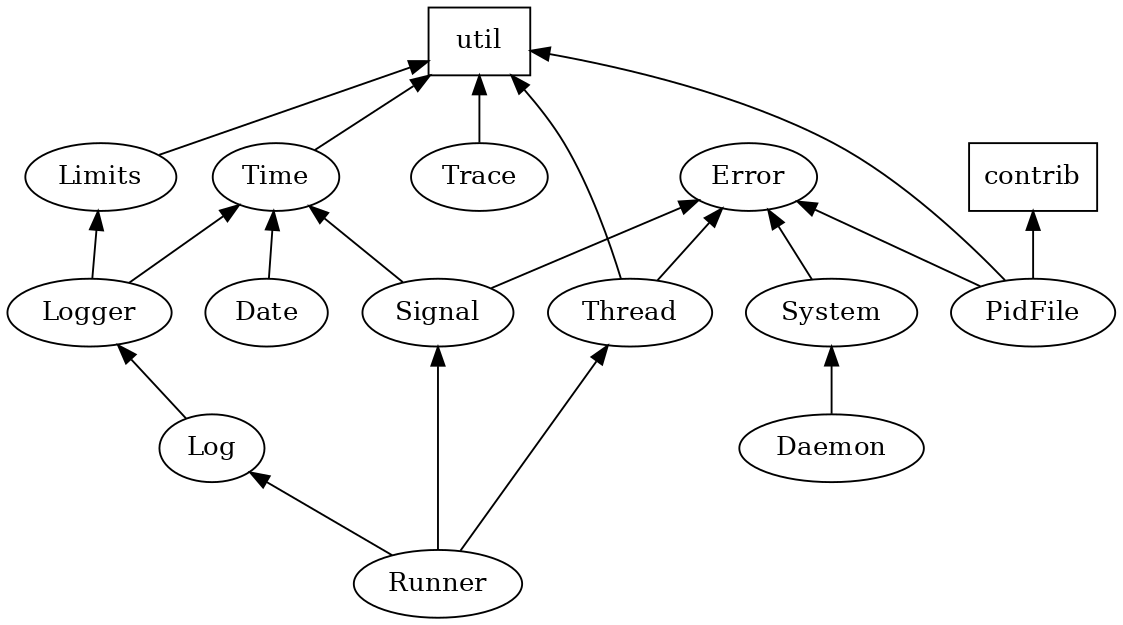 util
Limits
Time
Trace
Error
contrib
Logger
Date
Signal
Thread
System
PidFile
Log
Daemon
Runner